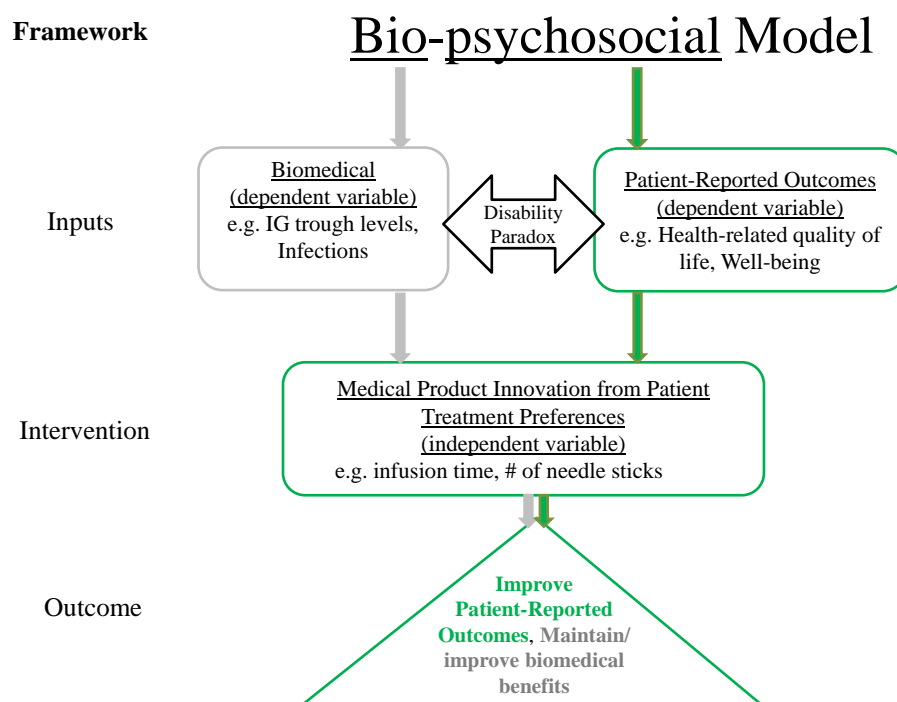 Framework
Bio-psychosocial Model
Inputs
Biomedical
(dependent variable)
e.g. IG trough levels,
Infections
Disability
Paradox
Patient-Reported Outcomes
(dependent variable)
e.g. Health-related quality of
life, Well-being
Intervention
Medical Product Innovation from Patient
Treatment Preferences
(independent variable)
e.g. infusion time, # of needle sticks
Outcome
Improve
Patient-Reported
Outcomes, Maintain/
improve biomedical
benefits